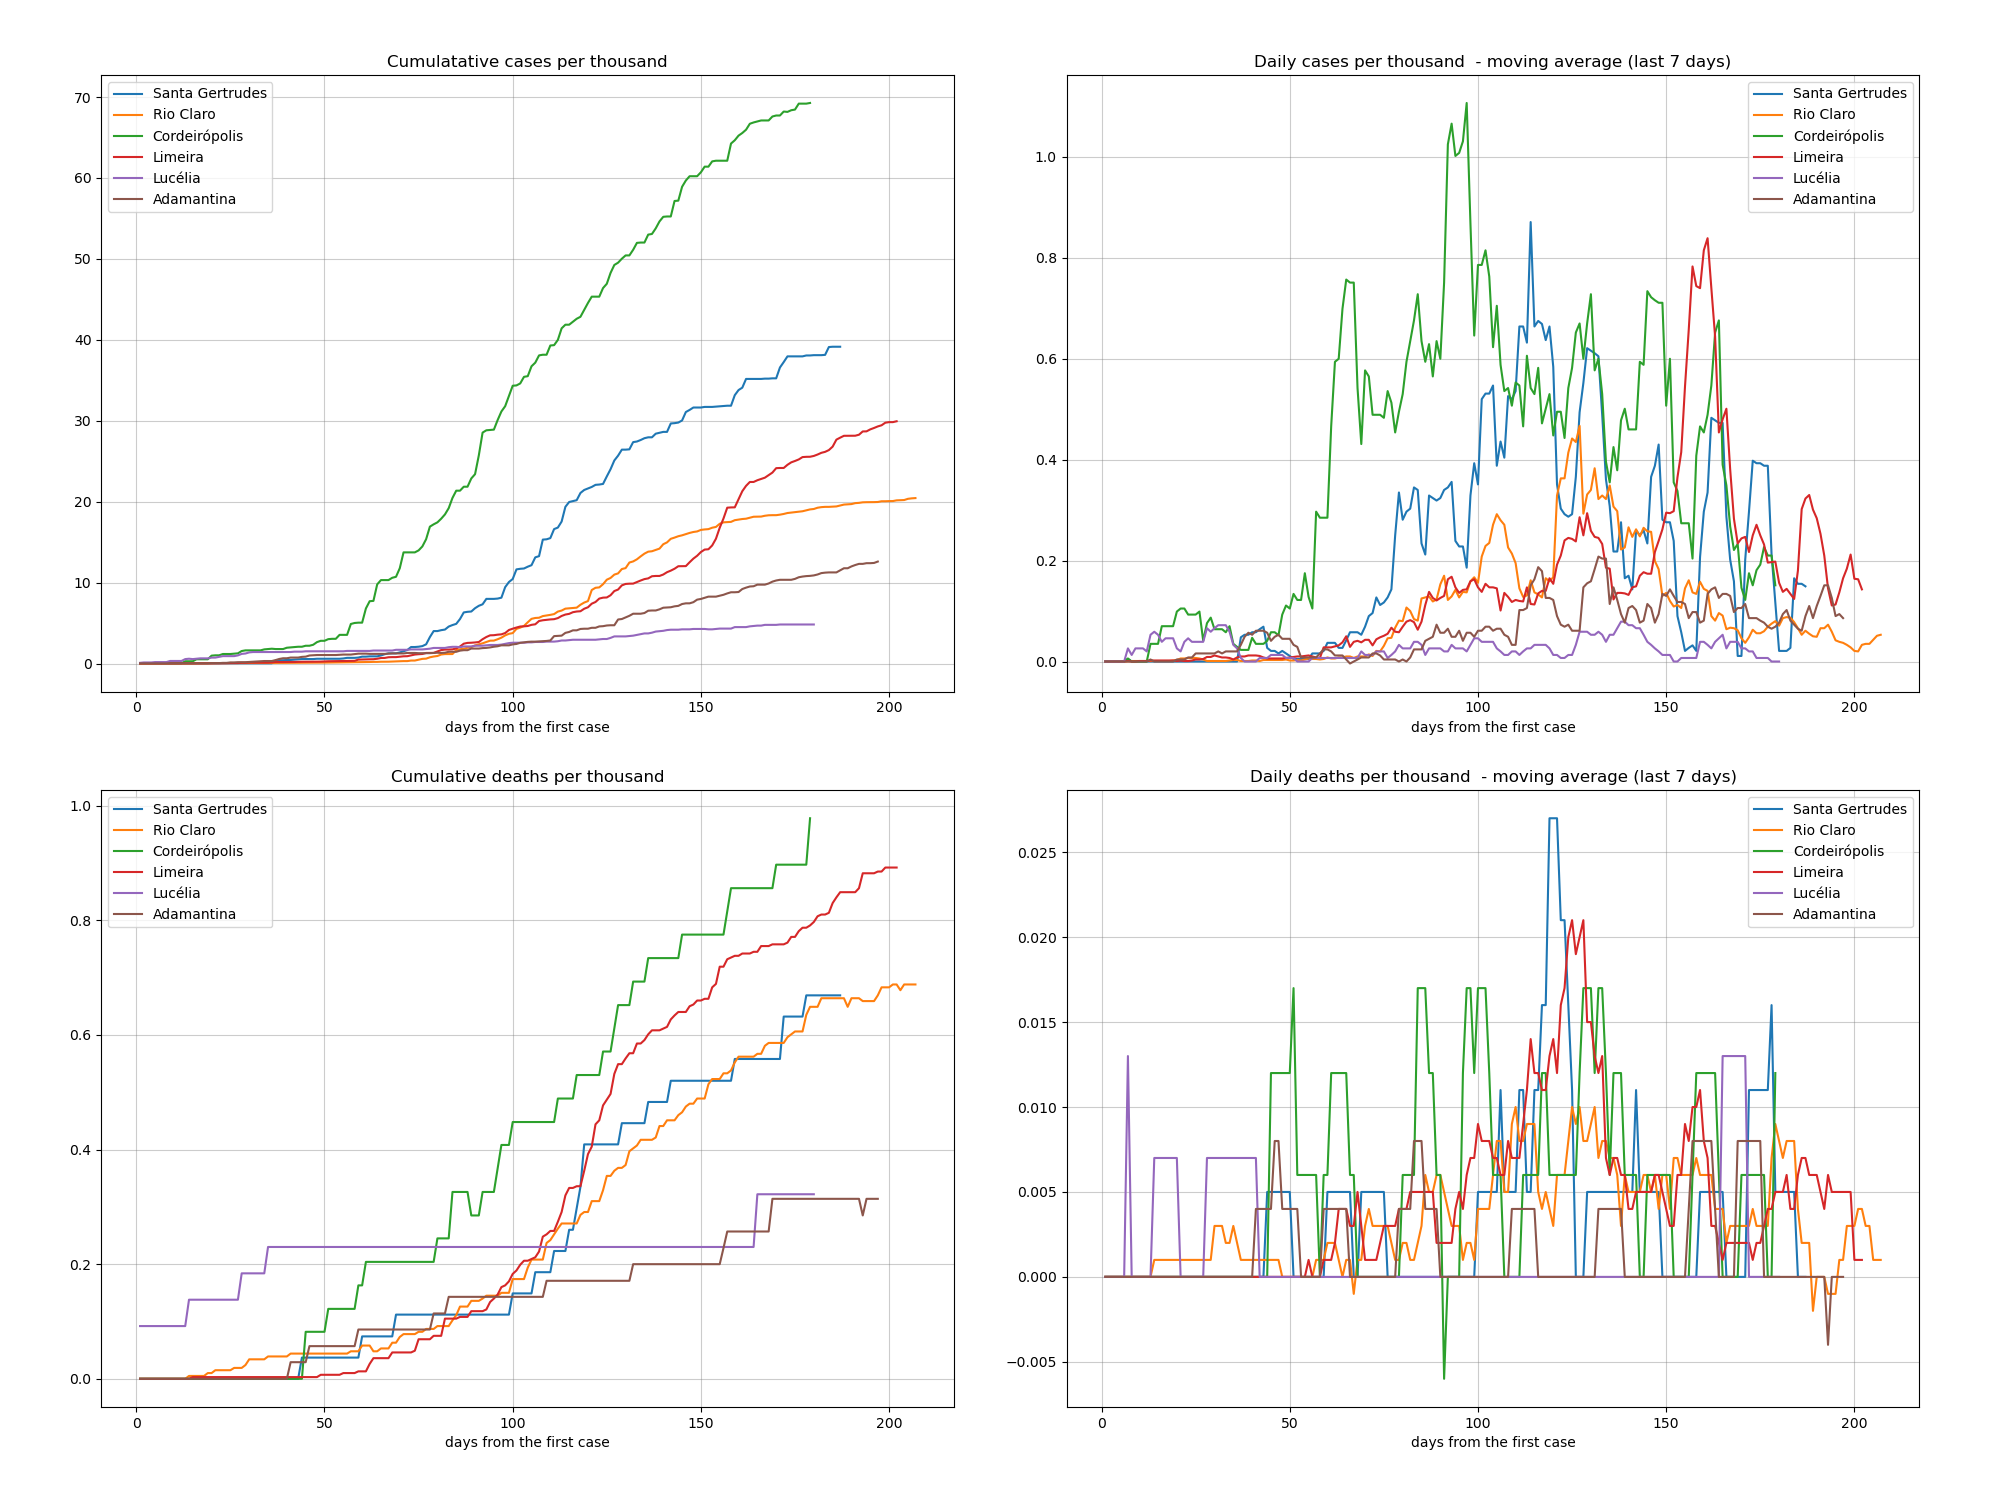 Cumulatative cases per thousand
Santa Gertrudes
Rio Claro
Cordeirópolis
Limeira
Lucélia
Adamantina
70
60
50
40
30
20
10
0
0 50 100 150 200
days from the first case
Daily cases per thousand - moving average (last 7 days)
Santa Gertrudes
Rio Claro
Cordeirópolis
Limeira
Lucélia
Adamantina
1.0
0.8
0.6
0.4
0.2
0.0
0 50 100 150 200
days from the first case
Cumulative deaths per thousand
Santa Gertrudes
Rio Claro
Cordeirópolis
Limeira
Lucélia
Adamantina
1.0
0.8
0.6
0.4
0.2
0.0
0 50 100 150 200
days from the first case
Daily deaths per thousand - moving average (last 7 days)
Santa Gertrudes
Rio Claro
Cordeirópolis
Limeira
Lucélia
Adamantina
0.025
0.020
0.015
0.010
0.005
0.000
−0.005
0 50 100 150 200
days from the first case